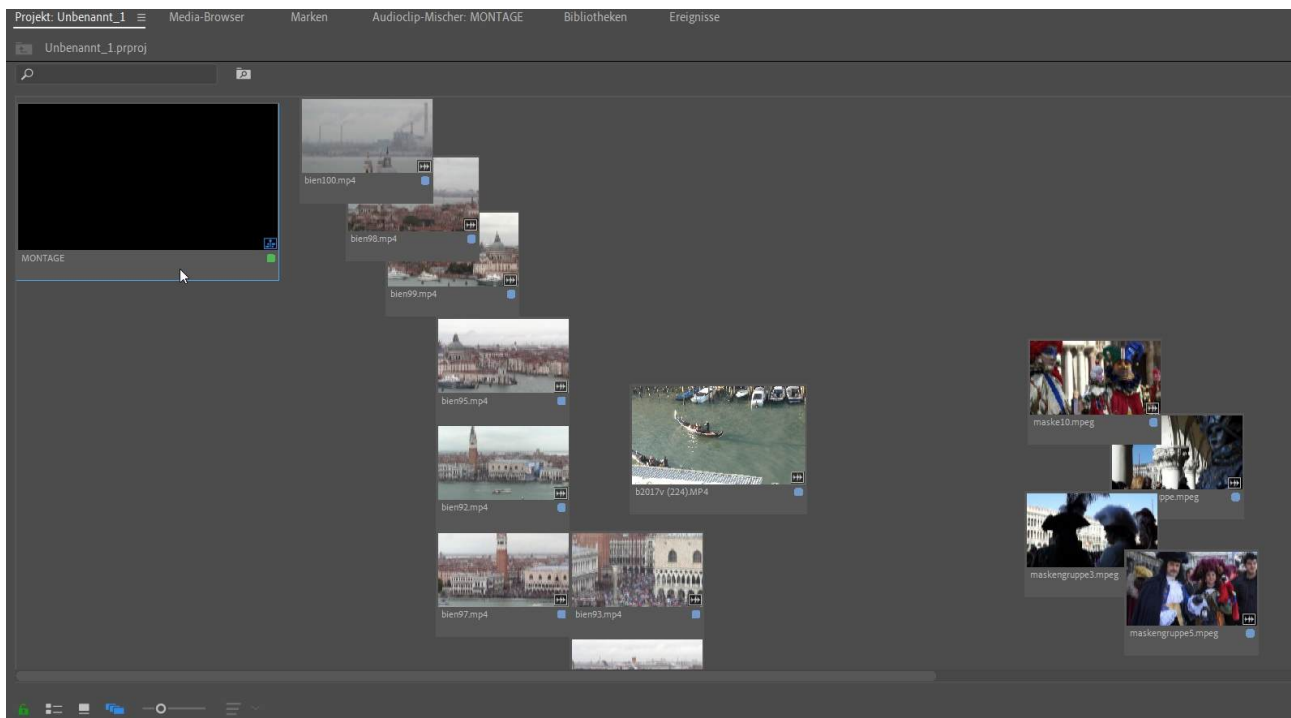 Projekt: Unbenannt_1 Media-Browser Marken Audioclip-Mischer: MONTAGE Bibliotheken Ereignisse
Unbenannt_1.prproj
MONTAGE
bien100.mp4
bien98.mp4
bien99.mp4
bien95.mp4
bien92.mp4
bien97.mp4
bien93.mp4
b2017v (224).MP4
maske10.mpeg
ppe.mpeg
maskengruppe3.mpeg
maskengruppe5.mpeg